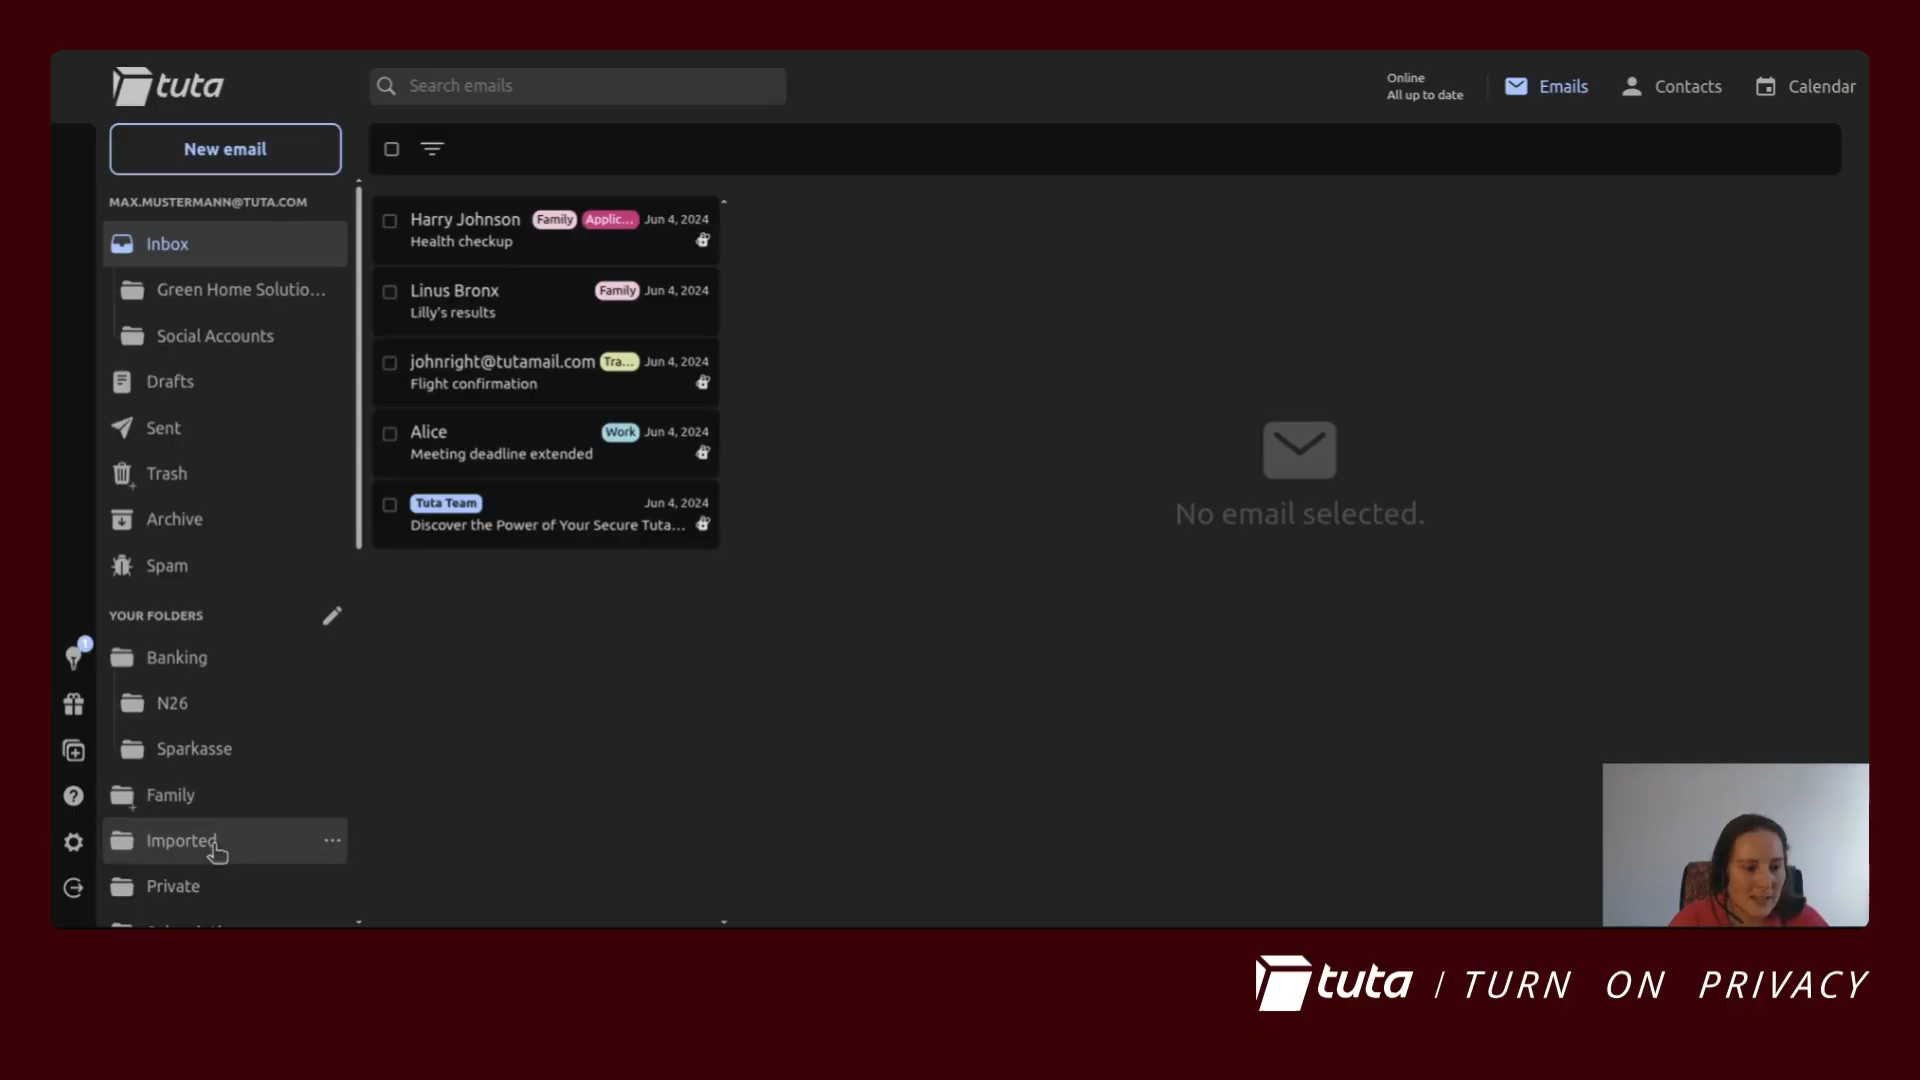 tuta
Search emails
Online
All up to date
Emails
Contacts
Calendar
New email
MAX.MUSTERMANN@TUTA.COM
Inbox
Green Home Solutio...
Social Accounts
Drafts
Sent
Trash
Archive
Spam
YOUR FOLDERS
1
Banking
N26
Sparkasse
Family
Imported
Private
Harry Johnson Family Applic... Jun 4, 2024
Health checkup
Linus Bronx Family Jun 4, 2024
Lilly's results
johnright@tutamail.com Tra... Jun 4, 2024
Flight confirmation
Alice Work Jun 4, 2024
Meeting deadline extended
Tuta Team Jun 4, 2024
Discover the Power of Your Secure Tuta...
No email selected.
tuta / TURN ON PRIVACY